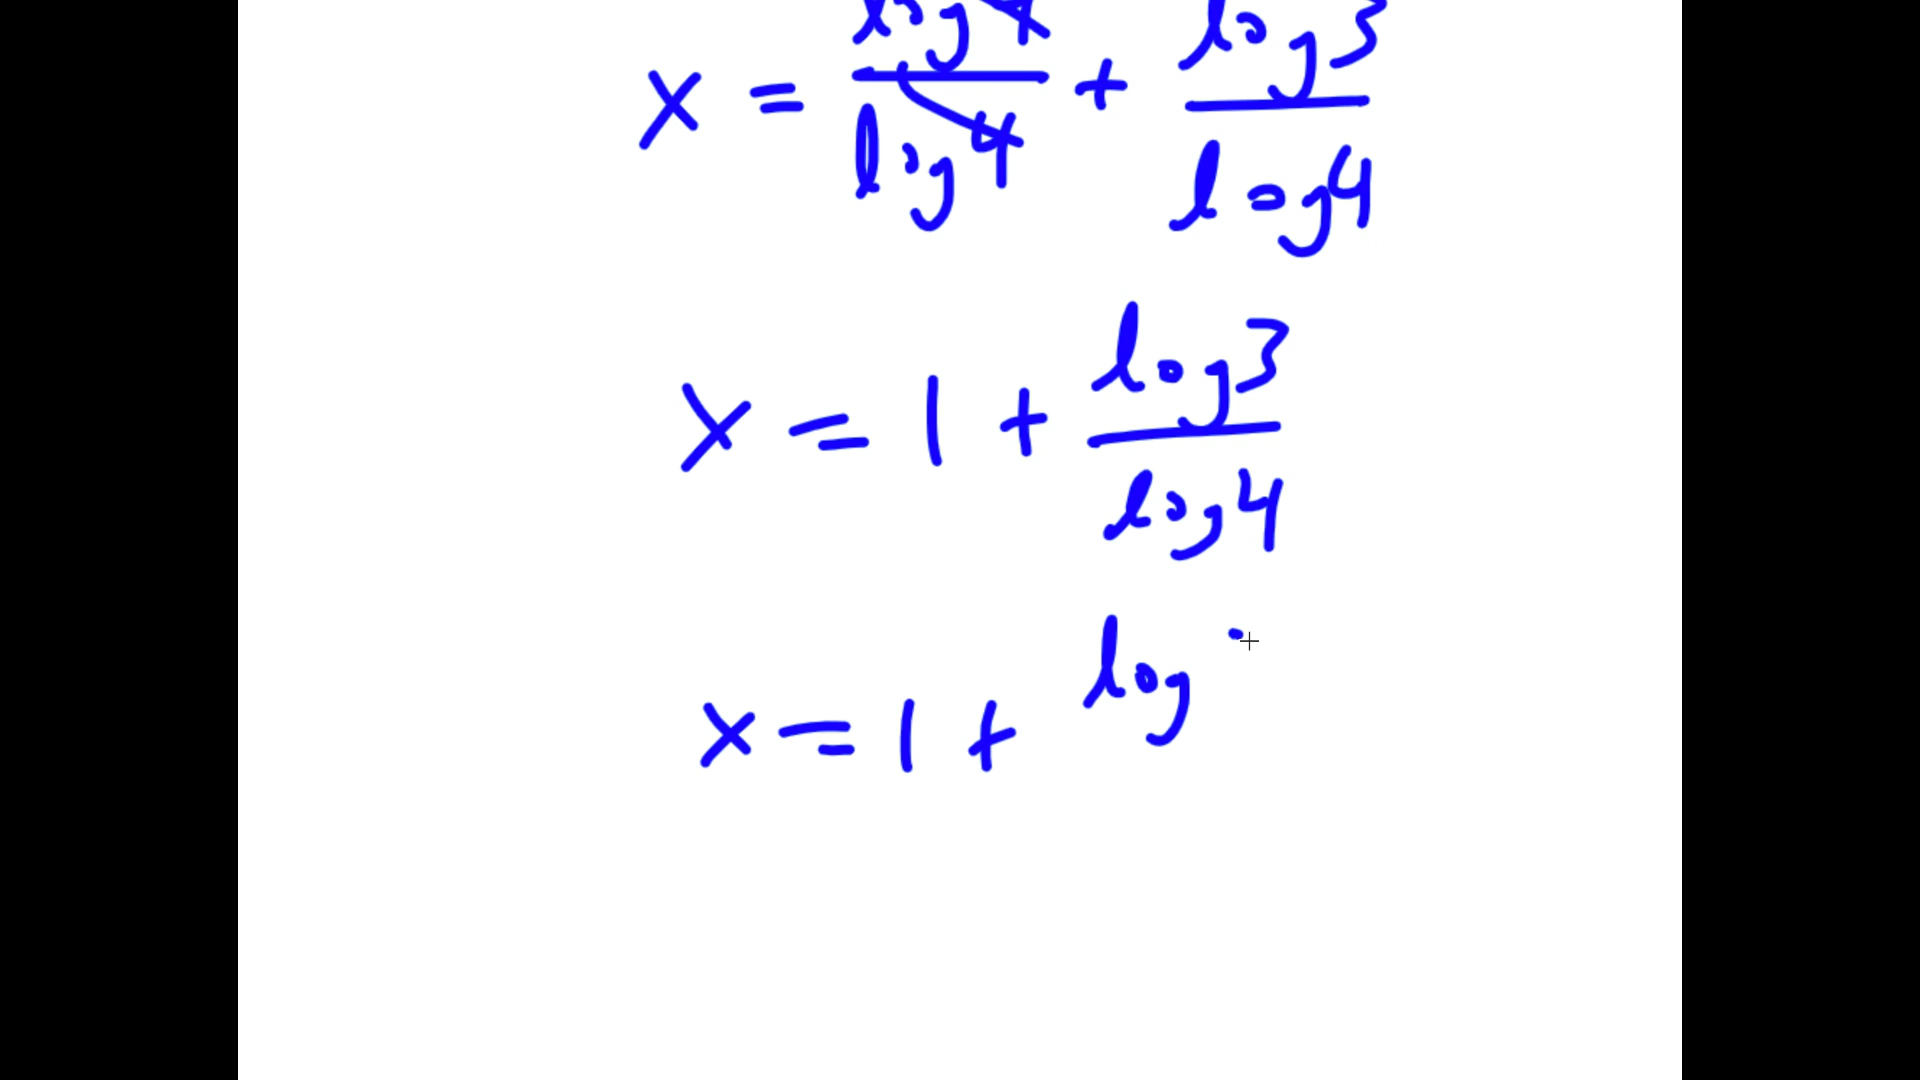 x = log 4 / log 4 + log 3 / log 4
x = 1 + log 3 / log 4
x = 1 + log